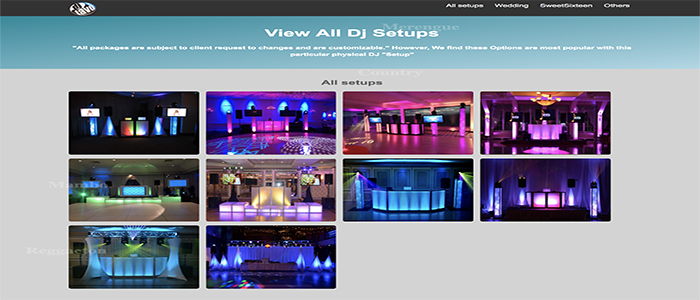 All setups Wedding SweetSixteen Others
Merengue
View All Dj Setups
"All packages are subject to client request to changes and are customizable." However, We find these Options are most popular with this
particular physical DJ "Setup"
Country
All setups
Mambo
Reggaeton